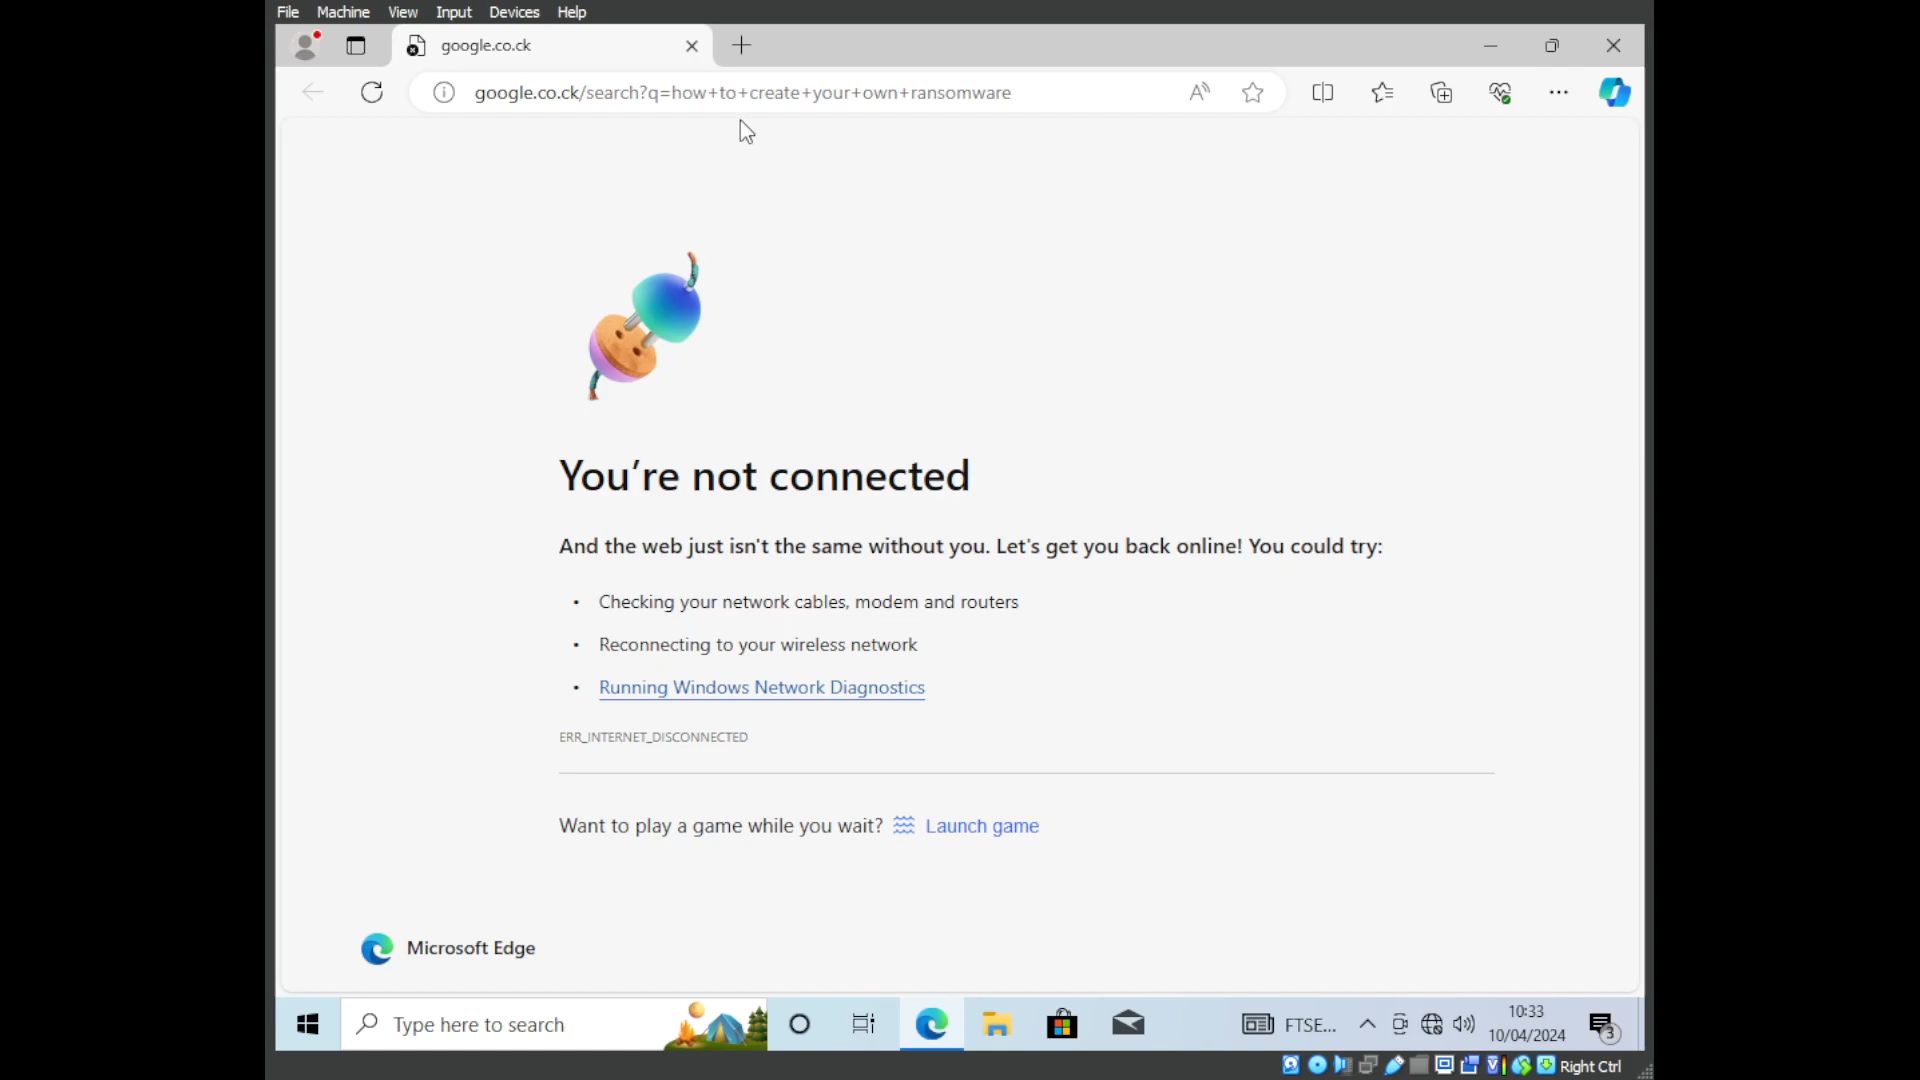 File Machine View Input Devices Help
google.co.ck
google.co.ck/search?q=how+to+create+your+own+ransomware
You're not connected
And the web just isn't the same without you. Let's get you back online! You could try:
• Checking your network cables, modem and routers
• Reconnecting to your wireless network
• Running Windows Network Diagnostics
ERR_INTERNET_DISCONNECTED
Want to play a game while you wait? Launch game
Microsoft Edge
Type here to search
FTSE...
10:33
10/04/2024
3
Right Ctrl